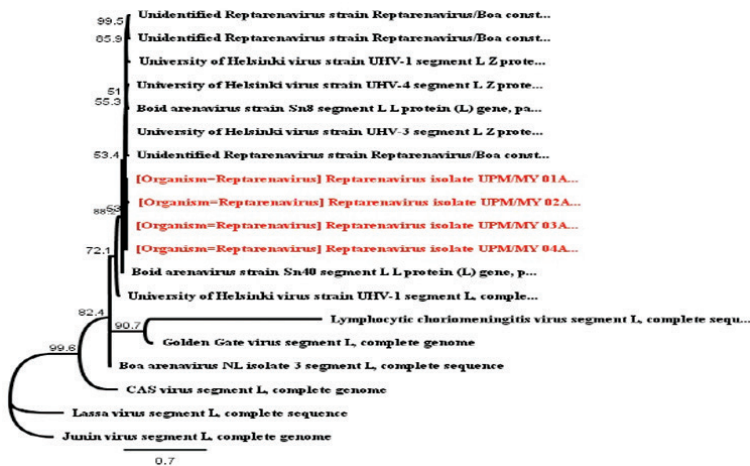 Unidentified Reptarenavirus strain Reptarenavirus/Boa const...
99.5
Unidentified Reptarenavirus strain Reptarenavirus/Boa const...
85.9
University of Helsinki virus strain UHV-1 segment L Z prote...
University of Helsinki virus strain UHV-4 segment L Z prote...
51
Boid arenavirus strain Sn8 segment L L protein (L) gene, pa...
55.3
University of Helsinki virus strain UHV-3 segment L Z prote...
Unidentified Reptarenavirus strain Reptarenavirus/Boa const...
53.4
[Organism=Reptarenavirus] Reptarenavirus isolate UPM/MY 01A...
[Organism=Reptarenavirus] Reptarenavirus isolate UPM/MY 02A...
[Organism=Reptarenavirus] Reptarenavirus isolate UPM/MY 03A...
[Organism=Reptarenavirus] Reptarenavirus isolate UPM/MY 04A...
72.1
Boid arenavirus strain Sn40 segment L L protein (L) gene, p...
University of Helsinki virus strain UHV-1 segment L, comple...
82.4
Lymphocytic choriomeningitis virus segment L, complete sequ...
90.7
Golden Gate virus segment L, complete genome
99.6
Boa arenavirus NL isolate 3 segment L, complete sequence
CAS virus segment L, complete genome
Lassa virus segment L, complete sequence
Junin virus segment L, complete genome
0.7